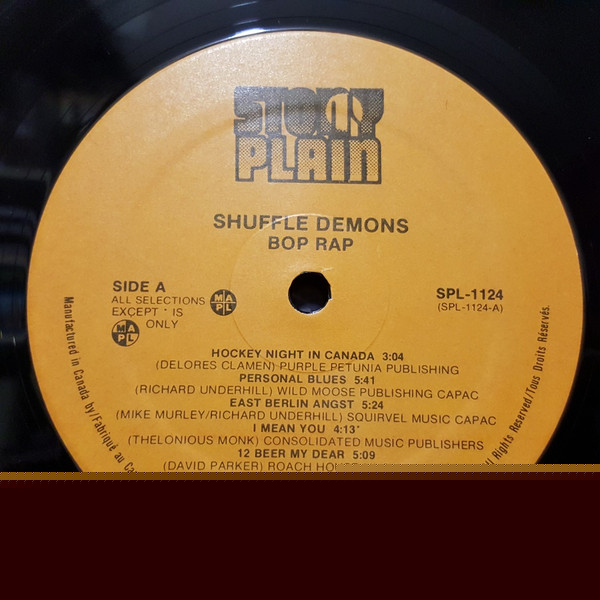 STONY
PLAIN
SHUFFLE DEMONS
BOP RAP
SIDE A
ALL SELECTIONS MAPL
EXCEPT * IS
MAPL ONLY
SPL-1124
(SPL-1124-A)
HOCKEY NIGHT IN CANADA 3:04
(DELORES CLAMEN) PURPLE PETUNIA PUBLISHING
PERSONAL BLUES 5:41
(RICHARD UNDERHILL) WILD MOOSE PUBLISHING CAPAC
EAST BERLIN ANGST 5:24
(MIKE MURLEY/RICHARD UNDERHILL) SQUIRVEL MUSIC CAPAC
I MEAN YOU 4:13*
(THELONIOUS MONK) CONSOLIDATED MUSIC PUBLISHERS
12 BEER MY DEAR 5:09
(DAVID PARKER) ROACH
Manufactured in Canada by/Fabriqué au
All Rights Reserved/Tous Droits Réservés.